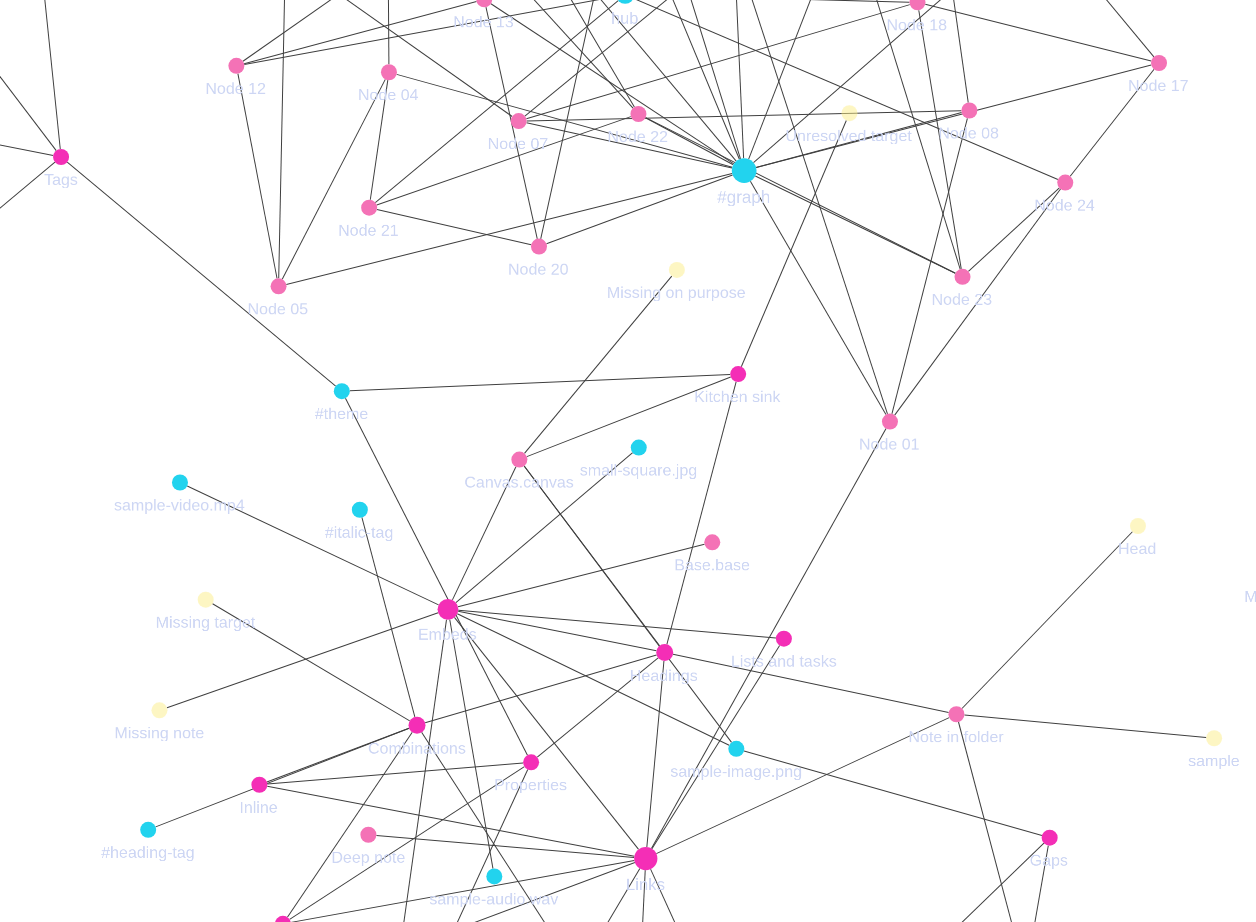 Node 13
hub
Node 18
Node 12
Node 04
Node 17
Node 07
Node 22
Unresolved target
Node 08
Tags
#graph
Node 24
Node 21
Node 20
Missing on purpose
Node 23
Node 05
#theme
Kitchen sink
Node 01
Canvas.canvas
small-square.jpg
sample-video.mp4
#italic-tag
Head
Base.base
M
Missing target
Embeds
Lists and tasks
Headings
Missing note
Combinations
Note in folder
sample
sample-image.png
Properties
Inline
#heading-tag
Deep note
Gaps
Links
sample-audio.wav